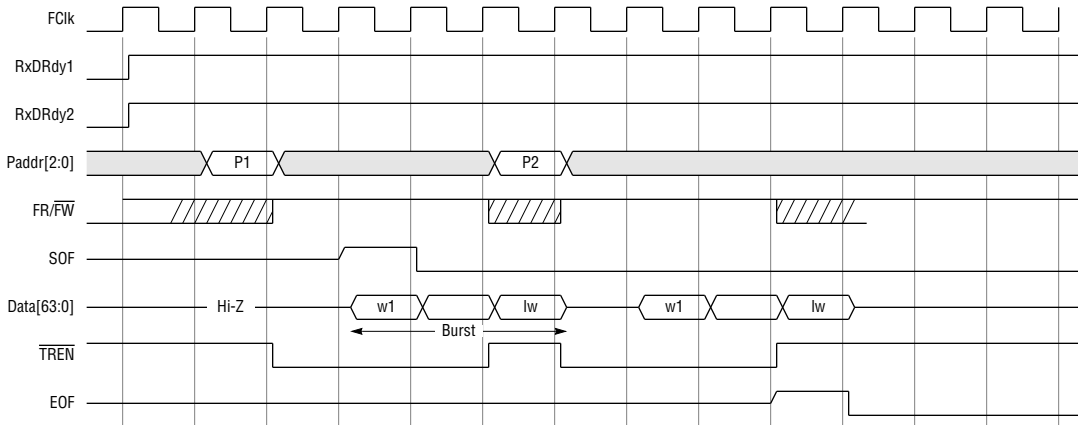 FClk
RxDRdy1
RxDRdy2
Paddr[2:0] P1 P2
FR/FW
SOF
Data[63:0] Hi-Z w1 lw w1 lw
Burst
TREN
EOF